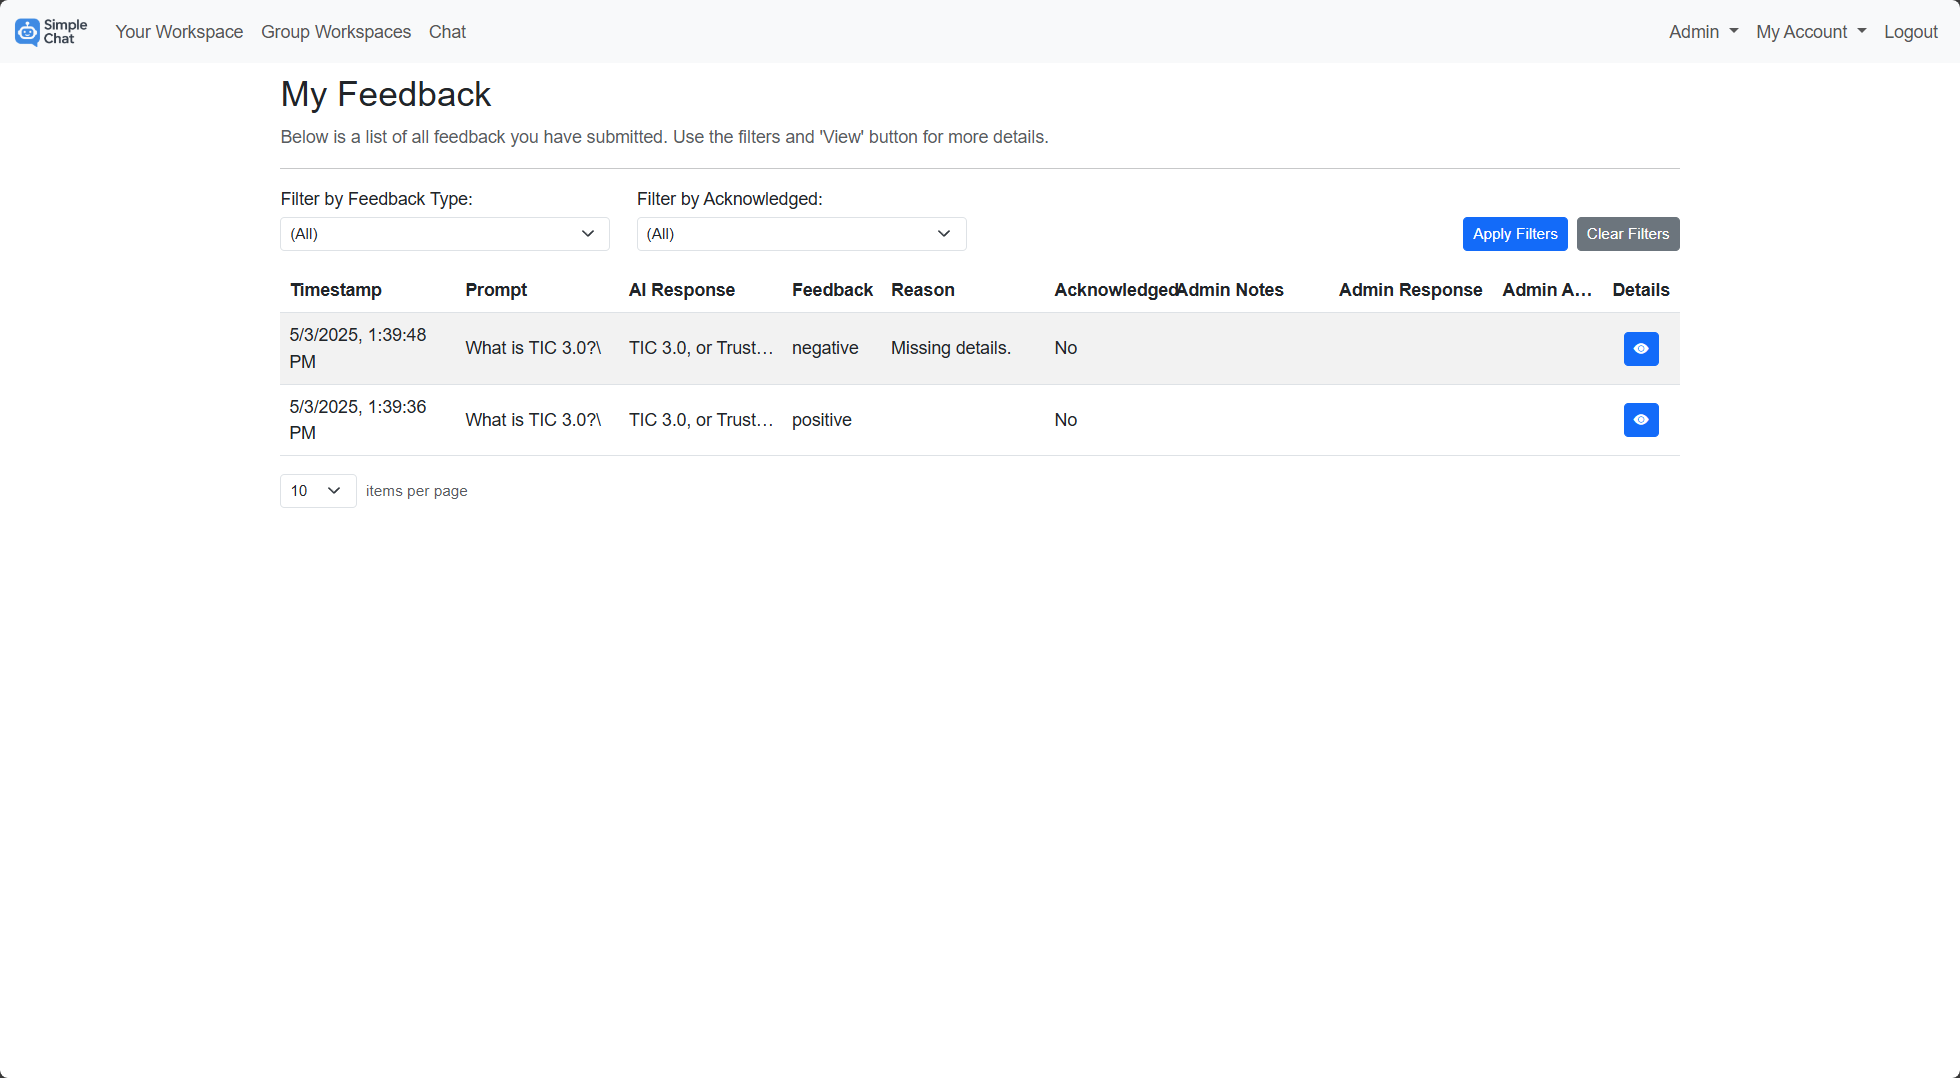 Simple
Chat
Your Workspace Group Workspaces Chat Admin My Account Logout
My Feedback
Below is a list of all feedback you have submitted. Use the filters and 'View' button for more details.
Filter by Feedback Type: Filter by Acknowledged:
(All) (All) Apply Filters Clear Filters
Timestamp Prompt AI Response Feedback Reason Acknowledged Admin Notes Admin Response Admin A... Details
5/3/2025, 1:39:48
PM
What is TIC 3.0?\ TIC 3.0, or Trust... negative Missing details. No
5/3/2025, 1:39:36
PM
What is TIC 3.0?\ TIC 3.0, or Trust... positive No
10 items per page